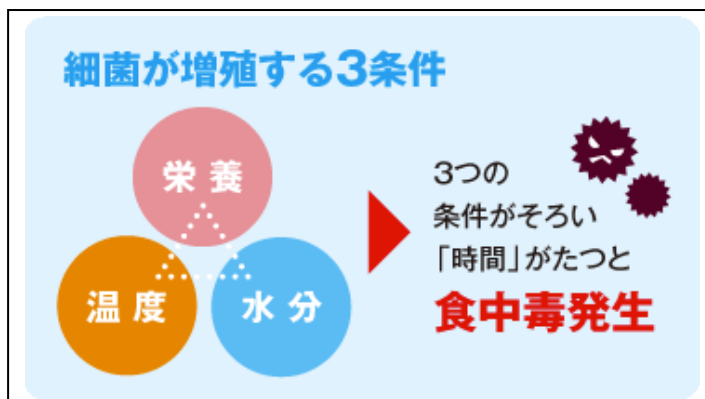 細菌が増殖する3条件
栄養
温度
水分
3つの
条件がそろい
「時間」がたつと
食中毒発生